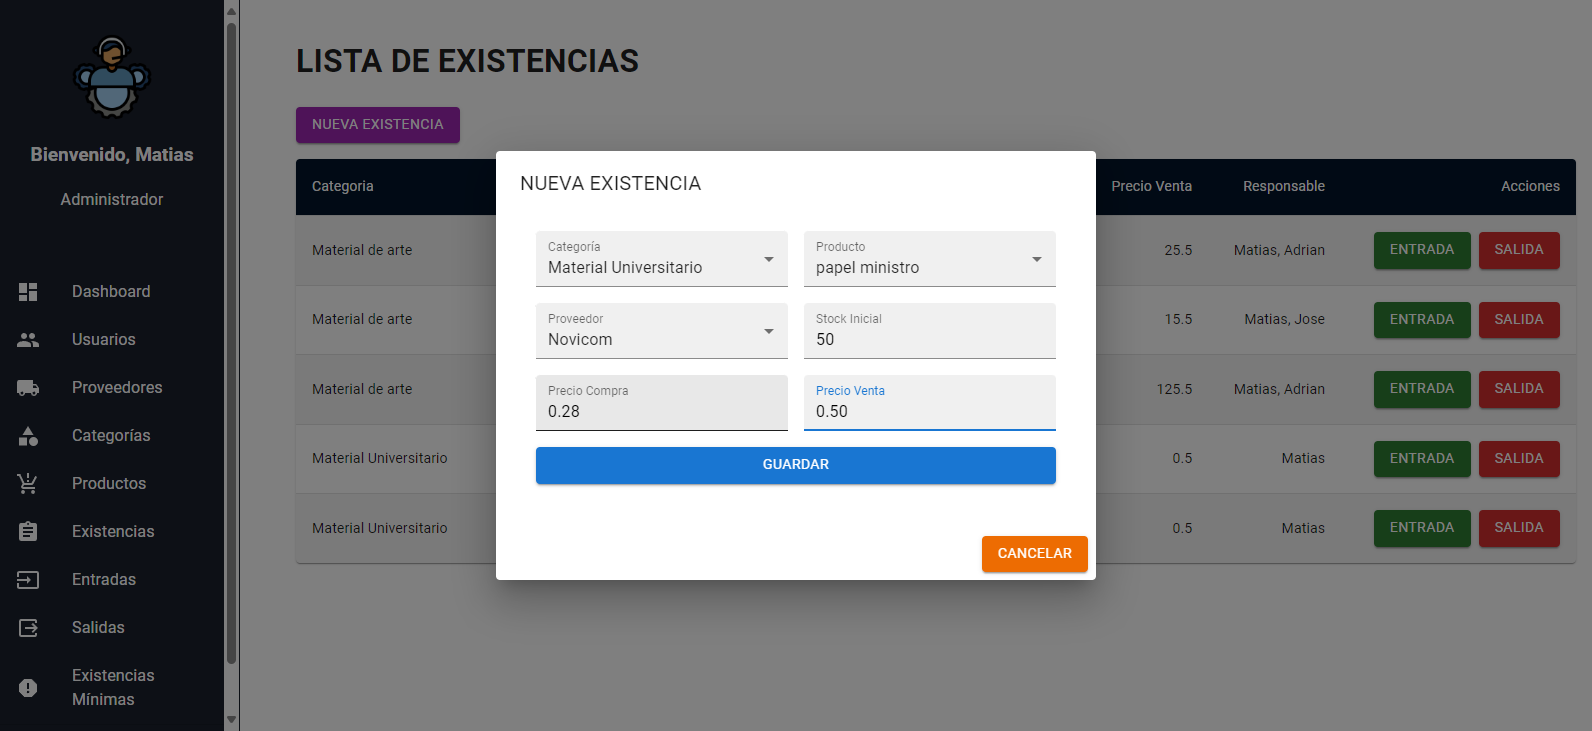 Bienvenido, Matias
Administrador
Dashboard
Usuarios
Proveedores
Categorías
Productos
Existencias
Entradas
Salidas
Existencias
Mínimas
LISTA DE EXISTENCIAS
NUEVA EXISTENCIA
Categoria Precio Venta Responsable Acciones
Material de arte 25.5 Matias, Adrian ENTRADA SALIDA
Material de arte 15.5 Matias, Jose ENTRADA SALIDA
Material de arte 125.5 Matias, Adrian ENTRADA SALIDA
Material Universitario 0.5 Matias ENTRADA SALIDA
Material Universitario 0.5 Matias ENTRADA SALIDA
NUEVA EXISTENCIA
Categoría Producto
Material Universitario papel ministro
Proveedor Stock Inicial
Novicom 50
Precio Compra Precio Venta
0.28 0.50
GUARDAR
CANCELAR